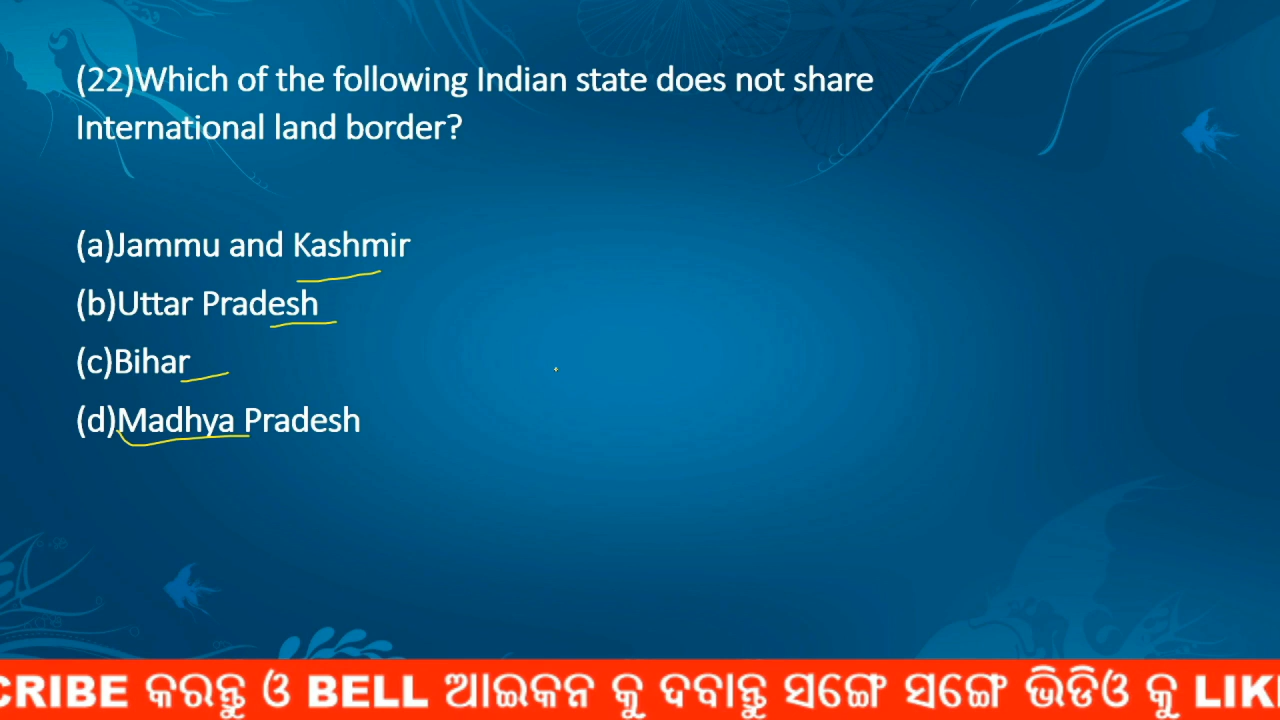 (22)Which of the following Indian state does not share
International land border?
(a)Jammu and Kashmir
(b)Uttar Pradesh
(c)Bihar
(d)Madhya Pradesh
CRIBE କରନ୍ତୁ ଓ BELL ଆଇକନ କୁ ଦବାନ୍ତୁ ସଙ୍ଗେ ସଙ୍ଗେ ଭିଡିଓ କୁ LIK